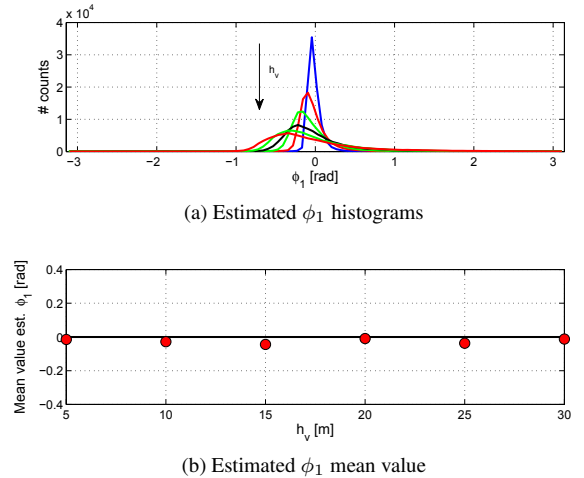 x 10⁴
4
3
2
1
0
# counts
h_v
−3 −2 −1 0 1 2 3
ϕ_1 [rad]
(a) Estimated ϕ_1 histograms
0.4
0.2
0
−0.2
−0.4
Mean value est. ϕ_1 [rad]
5 10 15 20 25 30
h_v [m]
(b) Estimated ϕ_1 mean value